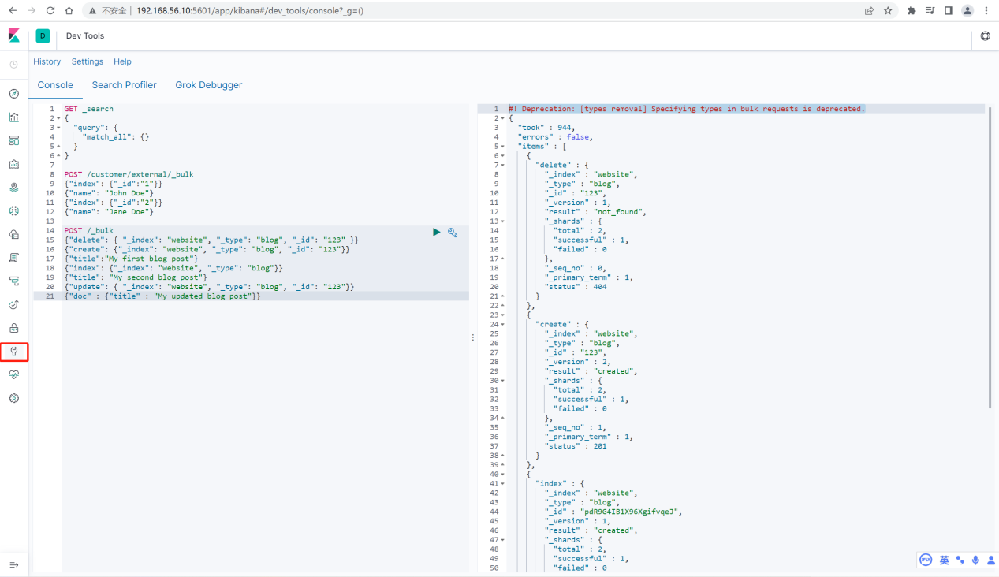 不安全 192.168.56.10:5601/app/kibana#/dev_tools/console?_g=()
D Dev Tools
History Settings Help
Console Search Profiler Grok Debugger
1 GET _search
2 {
3 "query": {
4 "match_all": {}
5 }
6 }
7
8 POST /customer/external/_bulk
9 {"index": {"_id":"1"}}
10 {"name": "John Doe"}
11 {"index": {"_id":"2"}}
12 {"name": "Jane Doe"}
13
14 POST /_bulk
15 {"delete": { "_index": "website", "_type": "blog", "_id": "123" }}
16 {"create": {"_index": "website", "_type": "blog", "_id": "123"}}
17 {"title":"My first blog post"}
18 {"index": {"_index": "website", "_type": "blog"}}
19 {"title": "My second blog post"}
20 {"update": { "_index": "website", "_type": "blog", "_id": "123"}}
21 {"doc" : {"title" : "My updated blog post"}}
1 #! Deprecation: [types removal] Specifying types in bulk requests is deprecated.
2 {
3 "took" : 944,
4 "errors" : false,
5 "items" : [
6 {
7 "delete" : {
8 "_index" : "website",
9 "_type" : "blog",
10 "_id" : "123",
11 "_version" : 1,
12 "result" : "not_found",
13 "_shards" : {
14 "total" : 2,
15 "successful" : 1,
16 "failed" : 0
17 },
18 "_seq_no" : 0,
19 "_primary_term" : 1,
20 "status" : 404
21 }
22 },
23 {
24 "create" : {
25 "_index" : "website",
26 "_type" : "blog",
27 "_id" : "123",
28 "_version" : 2,
29 "result" : "created",
30 "_shards" : {
31 "total" : 2,
32 "successful" : 1,
33 "failed" : 0
34 },
35 "_seq_no" : 1,
36 "_primary_term" : 1,
37 "status" : 201
38 }
39 },
40 {
41 "index" : {
42 "_index" : "website",
43 "_type" : "blog",
44 "_id" : "pdR9G4IB1X96XgifvqeJ",
45 "_version" : 1,
46 "result" : "created",
47 "_shards" : {
48 "total" : 2,
49 "successful" : 1,
50 "failed" : 0
iFLY 英